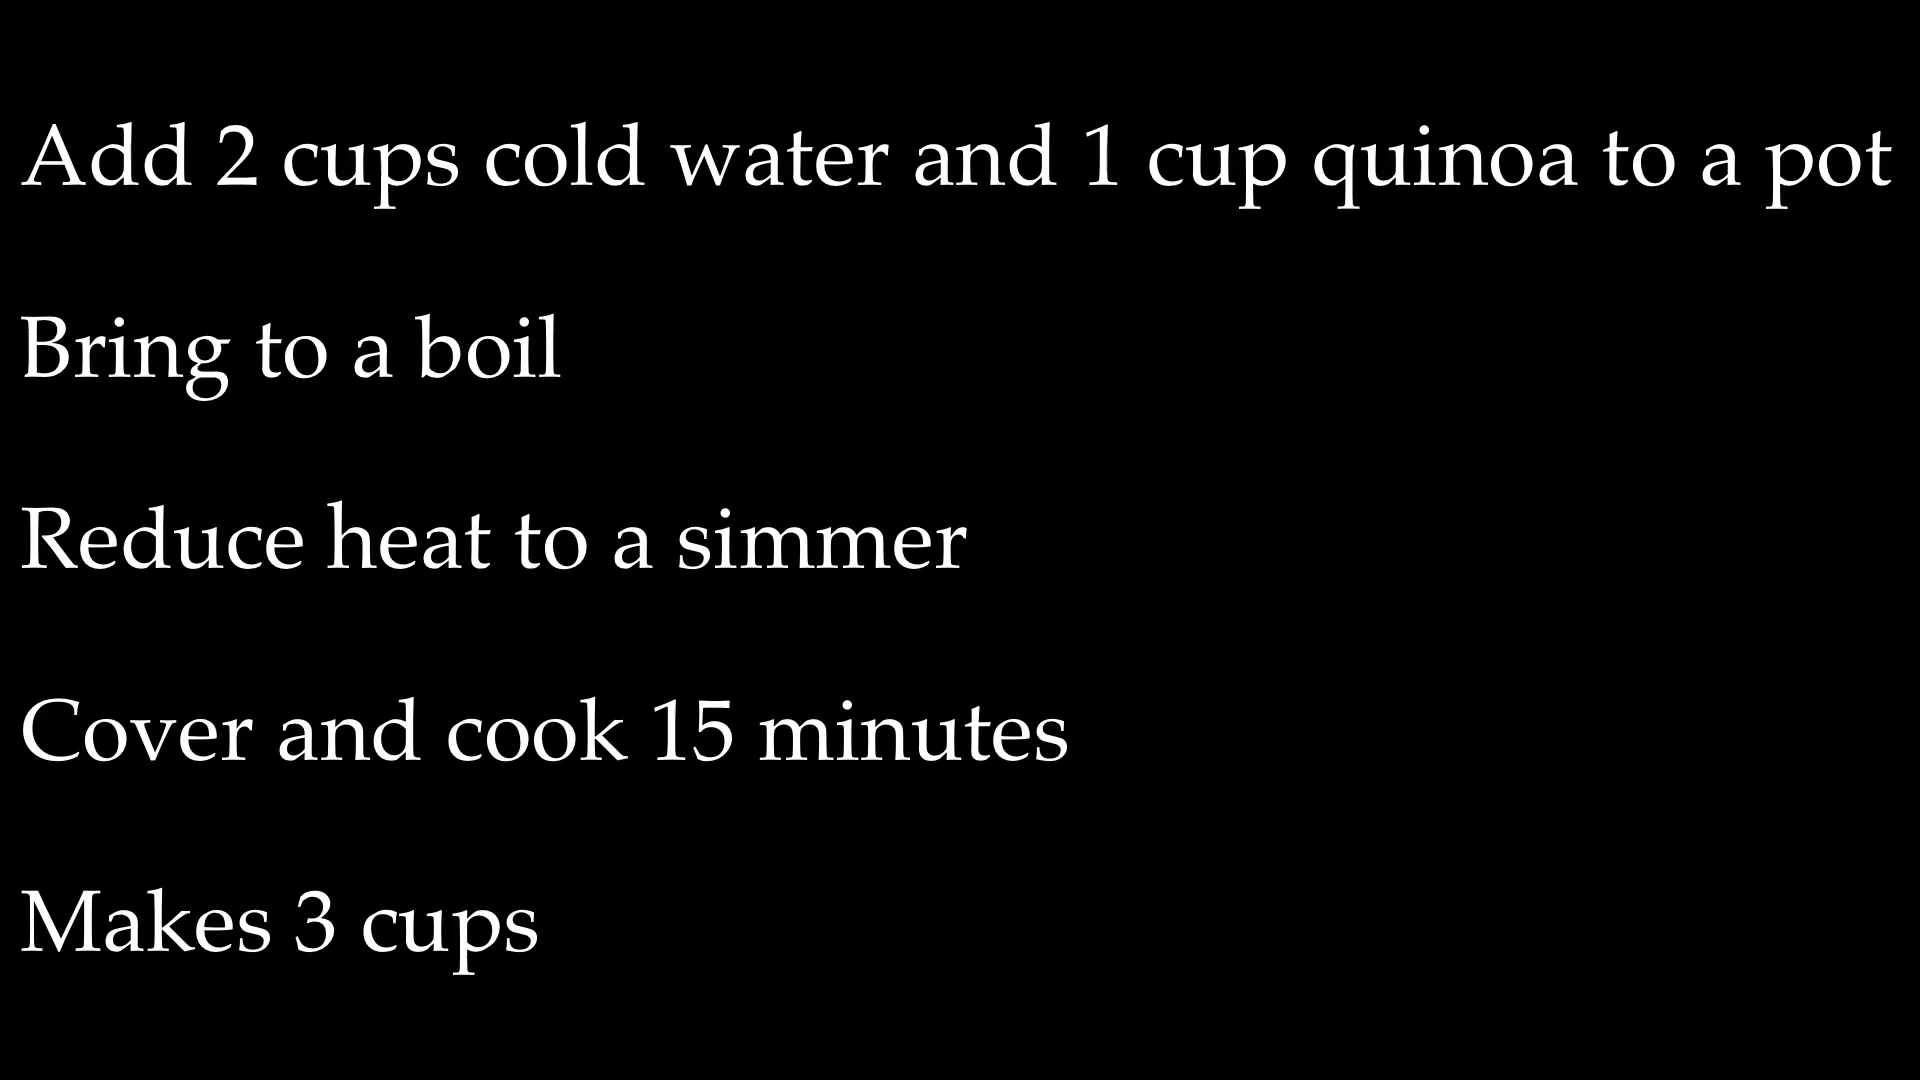 Add 2 cups cold water and 1 cup quinoa to a pot
Bring to a boil
Reduce heat to a simmer
Cover and cook 15 minutes
Makes 3 cups